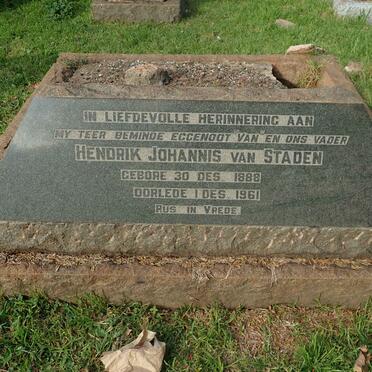 IN LIEFDEVOLLE HERINNERING AAN
MY TEER BEMINDE EGGENOOT VAN EN ONS VADER
HENDRIK JOHANNIS VAN STADEN
GEBORE 30 DES. 1888
OORLEDE 1 DES. 1961
RUS IN VREDE.